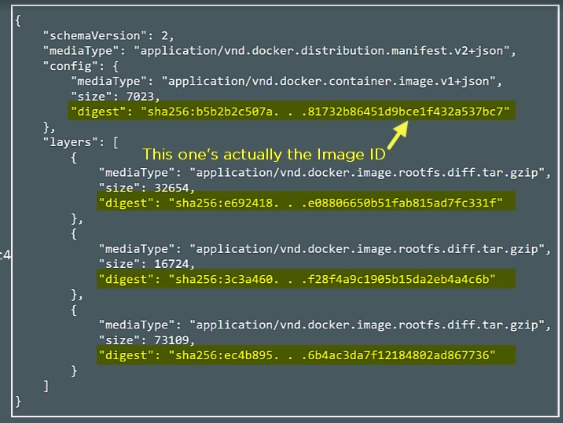 {
"schemaVersion": 2,
"mediaType": "application/vnd.docker.distribution.manifest.v2+json",
"config": {
"mediaType": "application/vnd.docker.container.image.v1+json",
"size": 7023,
"digest": "sha256:b5b2b2c507a. . .81732b86451d9bce1f432a537bc7"
},
"layers": [
This one's actually the Image ID
{
"mediaType": "application/vnd.docker.image.rootfs.diff.tar.gzip",
"size": 32654,
"digest": "sha256:e692418. . .e08806650b51fab815ad7fc331f"
},
{
c4
"mediaType": "application/vnd.docker.image.rootfs.diff.tar.gzip",
"size": 16724,
"digest": "sha256:3c3a460. . .f28f4a9c1905b15da2eb4a4c6b"
},
{
"mediaType": "application/vnd.docker.image.rootfs.diff.tar.gzip",
"size": 73109,
"digest": "sha256:ec4b895. . .6b4ac3da7f12184802ad867736"
}
]
}